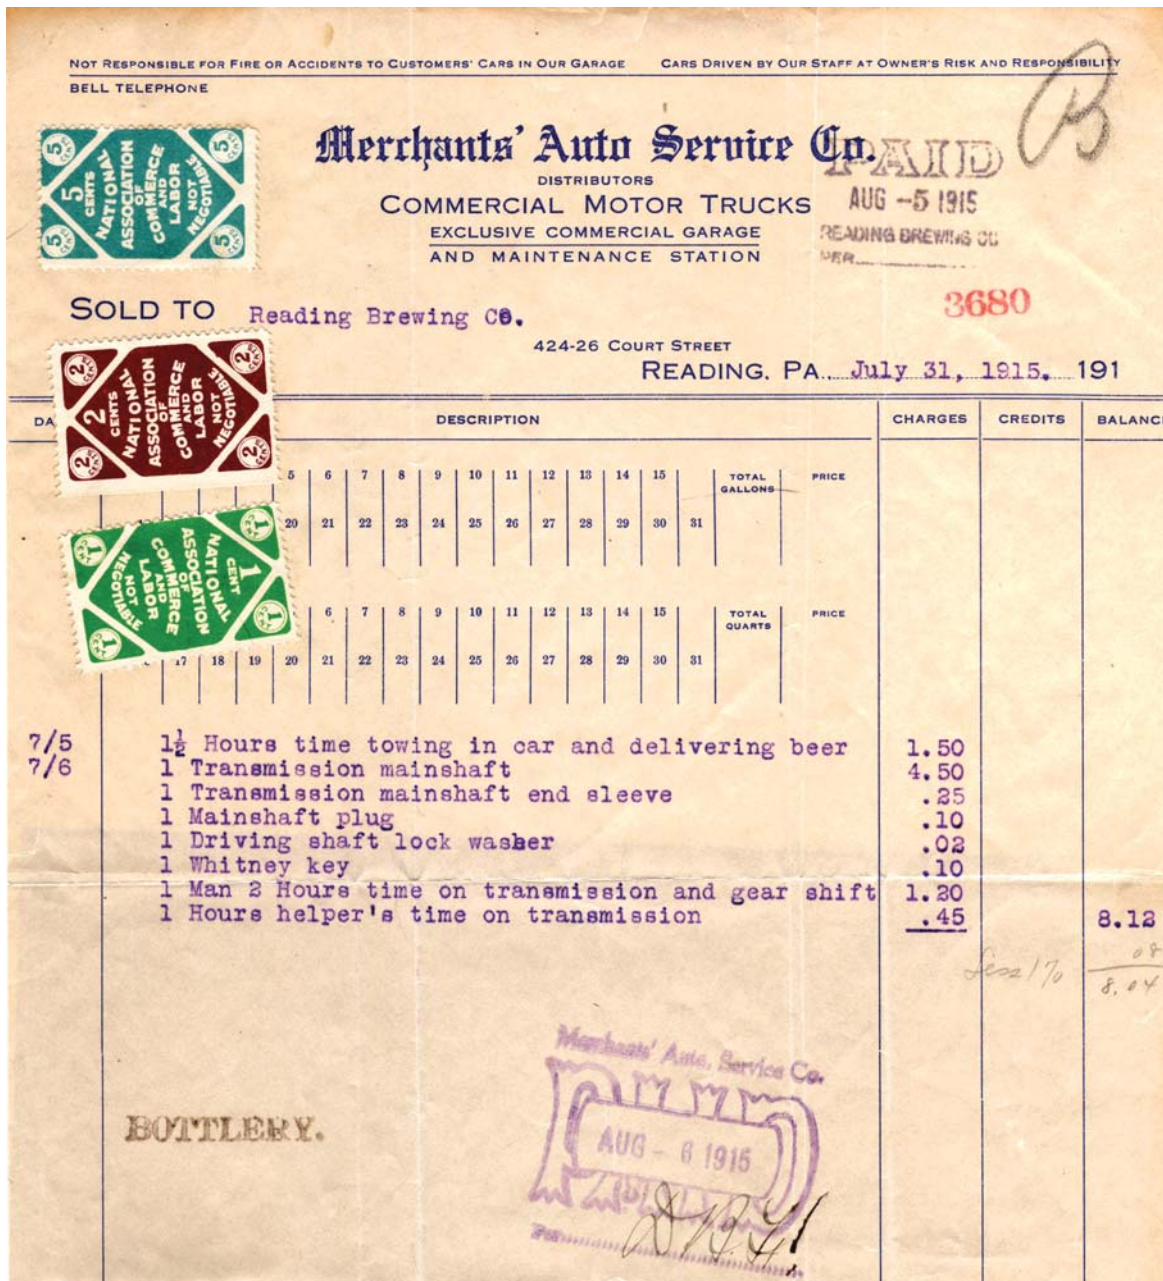 NOT RESPONSIBLE FOR FIRE OR ACCIDENTS TO CUSTOMERS' CARS IN OUR GARAGE CARS DRIVEN BY OUR STAFF AT OWNER'S RISK AND RESPONSIBILITY
BELL TELEPHONE
B
Merchants' Auto Service Co.
DISTRIBUTORS
COMMERCIAL MOTOR TRUCKS
EXCLUSIVE COMMERCIAL GARAGE
AND MAINTENANCE STATION
PAID
AUG -5 1915
READING BREWING CO
PER
3680
5 CENTS
NATIONAL
ASSOCIATION
OF
COMMERCE
AND
LABOR
NOT
NEGOTIABLE
SOLD TO Reading Brewing Co.
424-26 COURT STREET
READING, PA., July 31, 1915. 191
2 CENTS
NATIONAL
ASSOCIATION
OF
COMMERCE
AND
LABOR
NOT
NEGOTIABLE
DA DESCRIPTION CHARGES CREDITS BALANC
5 6 7 8 9 10 11 12 13 14 15 TOTAL GALLONS PRICE
20 21 22 23 24 25 26 27 28 29 30 31
1 CENT
NATIONAL
ASSOCIATION
OF
COMMERCE
AND
LABOR
NOT
NEGOTIABLE
6 7 8 9 10 11 12 13 14 15 TOTAL QUARTS PRICE
17 18 19 20 21 22 23 24 25 26 27 28 29 30 31
7/5 1½ Hours time towing in car and delivering beer 1.50
7/6 1 Transmission mainshaft 4.50
1 Transmission mainshaft end sleeve .25
1 Mainshaft plug .10
1 Driving shaft lock washer .02
1 Whitney key .10
1 Man 2 Hours time on transmission and gear shift 1.20
1 Hours helper's time on transmission .45 8.12
Less 1% 08
8.04
Merchants' Auto. Service Co.
AUG - 6 1915
BOTTLERY.